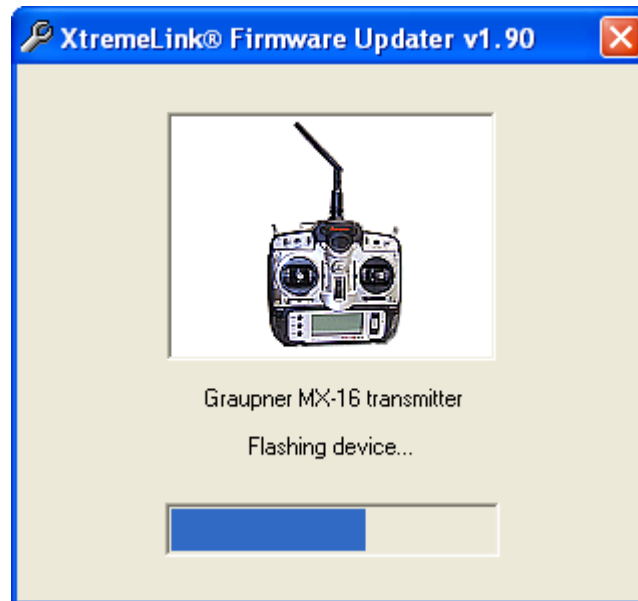 XtremeLink® Firmware Updater v1.90
Graupner MX-16 transmitter
Flashing device...